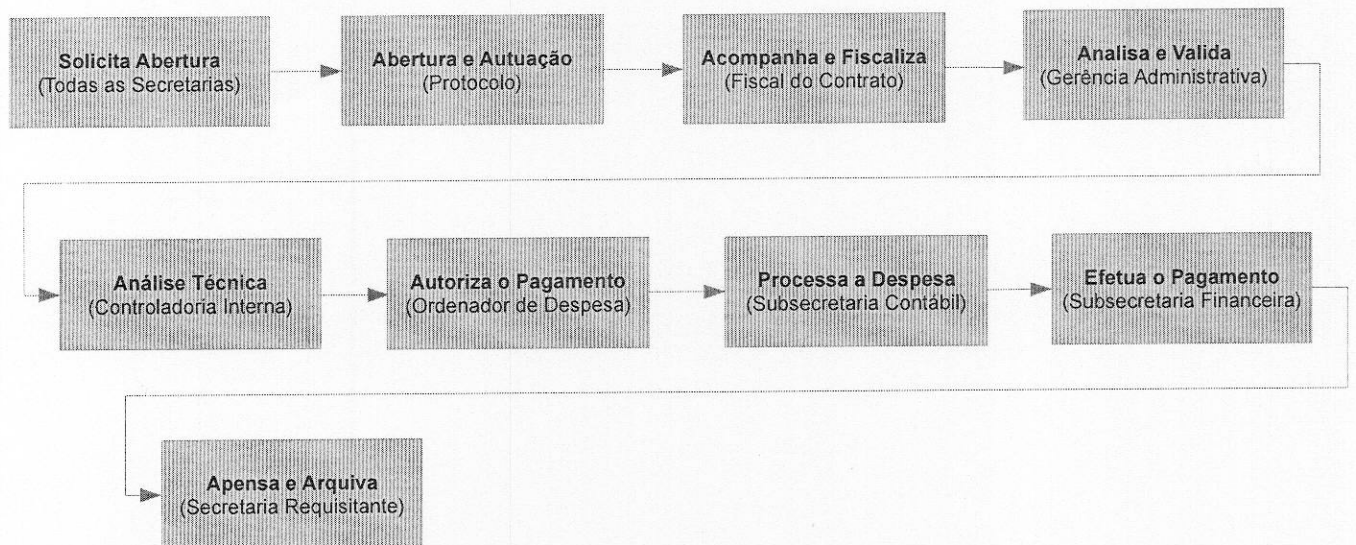 Solicita Abertura
(Todas as Secretarias)
Abertura e Autuação
(Protocolo)
Acompanha e Fiscaliza
(Fiscal do Contrato)
Analisa e Valida
(Gerência Administrativa)
Análise Técnica
(Controladoria Interna)
Autoriza o Pagamento
(Ordenador de Despesa)
Processa a Despesa
(Subsecretaria Contábil)
Efetua o Pagamento
(Subsecretaria Financeira)
Apensa e Arquiva
(Secretaria Requisitante)